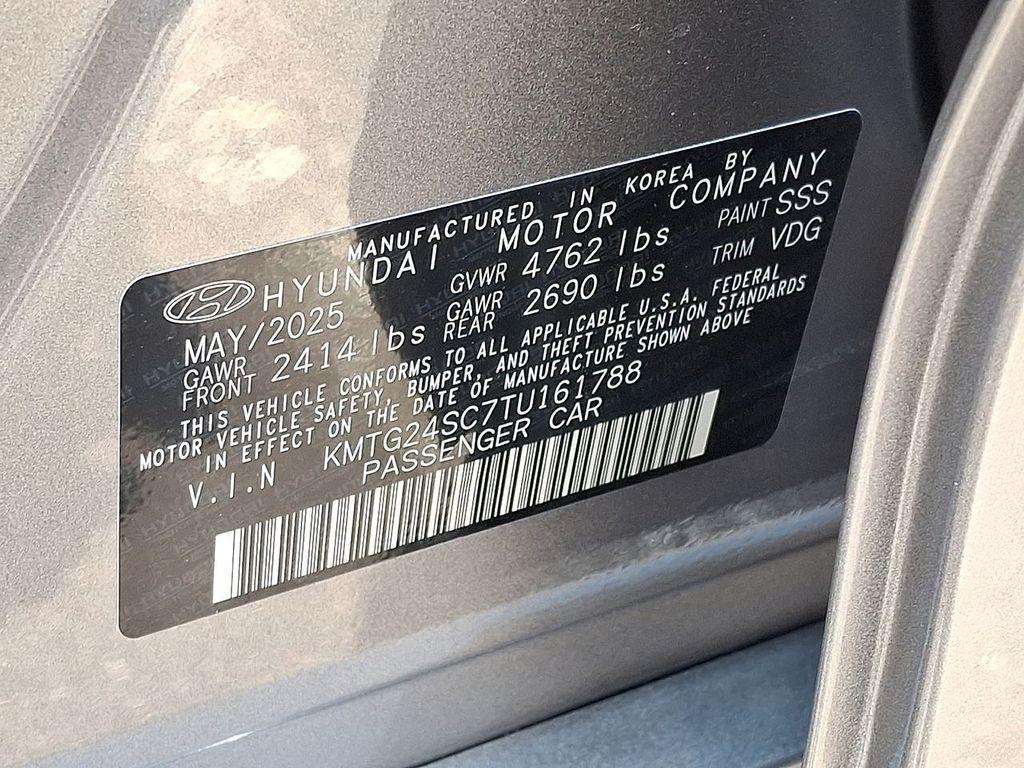 MANUFACTURED IN KOREA BY
HYUNDAI MOTOR COMPANY
MAY/2025 GVWR 4762 lbs PAINT SSS
GAWR FRONT 2414 lbs GAWR REAR 2690 lbs TRIM VDG
THIS VEHICLE CONFORMS TO ALL APPLICABLE U.S.A. FEDERAL
MOTOR VEHICLE SAFETY, BUMPER, AND THEFT PREVENTION STANDARDS
IN EFFECT ON THE DATE OF MANUFACTURE SHOWN ABOVE
V.I.N KMTG24SC7TU161788
PASSENGER CAR